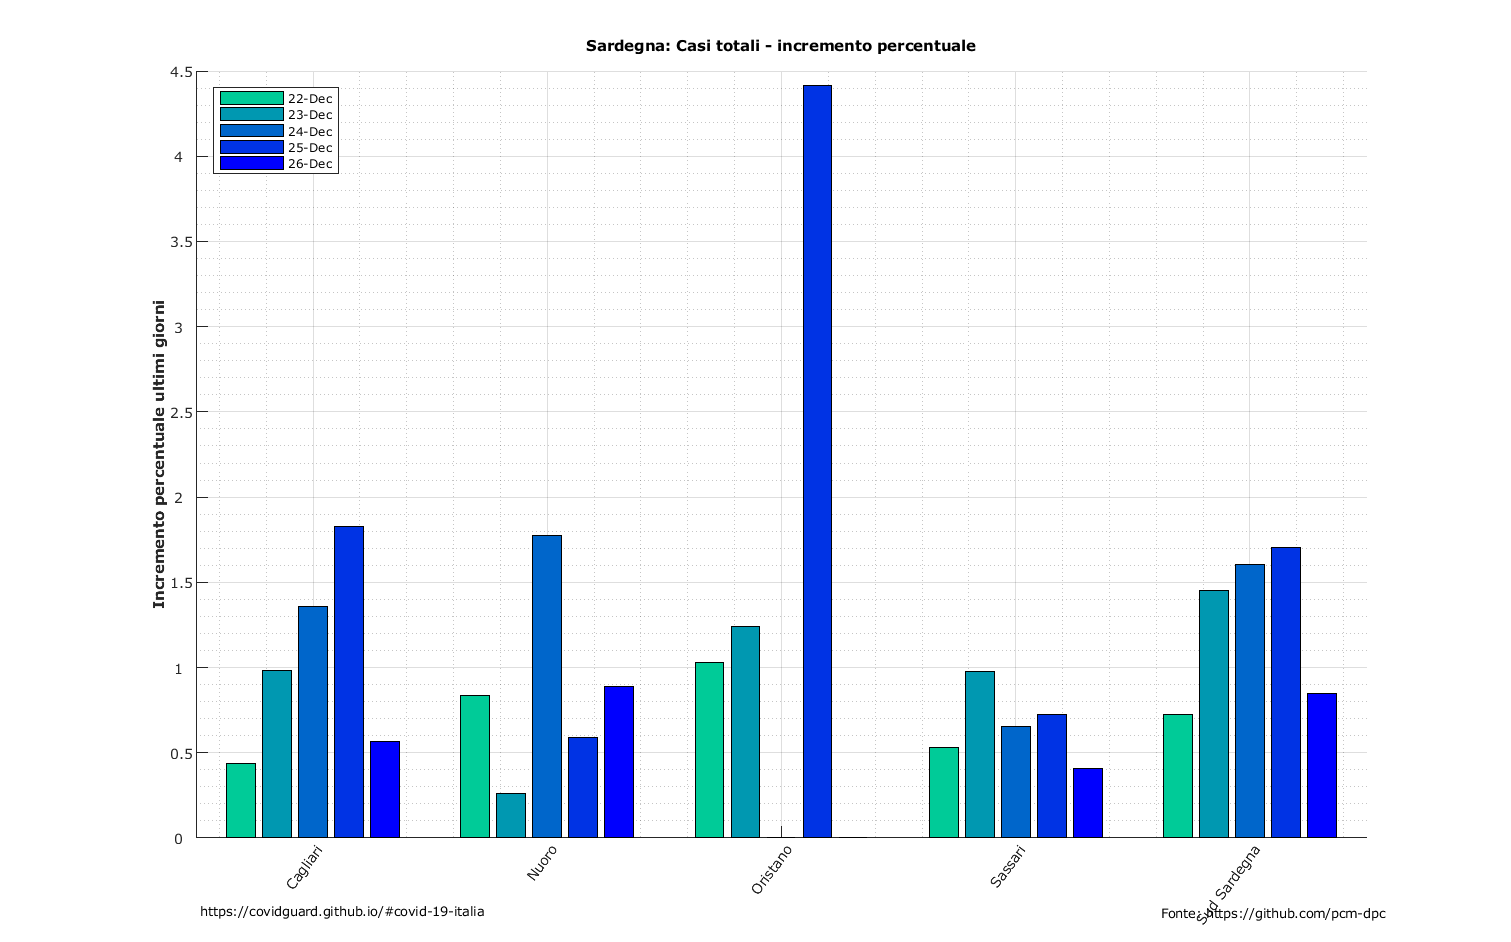 Sardegna: Casi totali - incremento percentuale
22-Dec
23-Dec
24-Dec
25-Dec
26-Dec
Incremento percentuale ultimi giorni
4.5
4
3.5
3
2.5
2
1.5
1
0.5
0
Cagliari
Nuoro
Oristano
Sassari
Sud Sardegna
https://covidguard.github.io/#covid-19-italia
Fonte: https://github.com/pcm-dpc